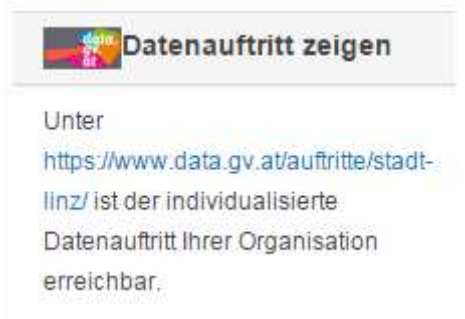 data.
gv.
at
Datenauftritt zeigen
Unter
https://www.data.gv.at/auftritte/stadt-
linz/ ist der individualisierte
Datenauftritt Ihrer Organisation
erreichbar.